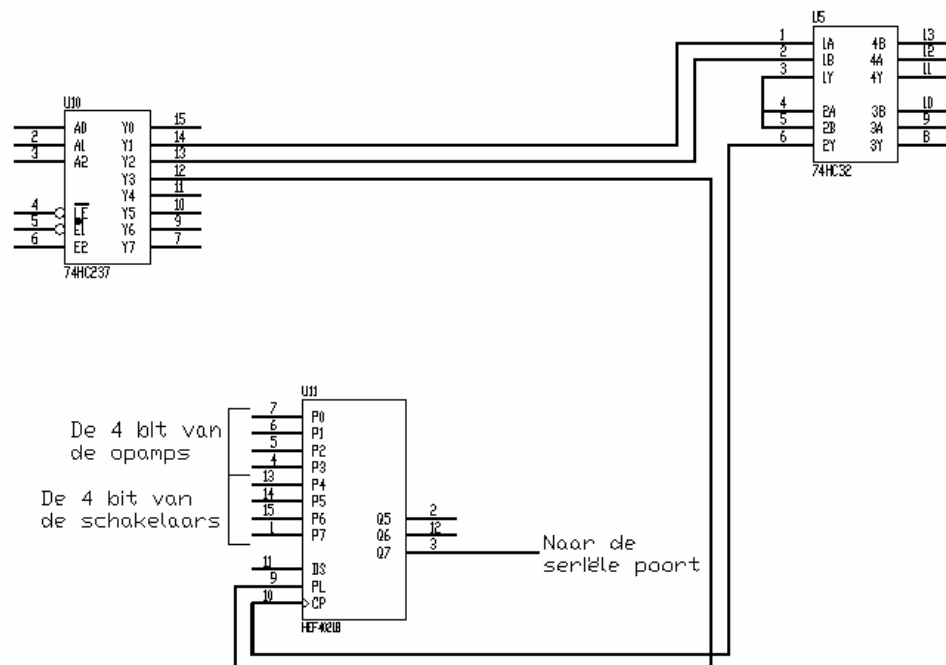 U5
1 1A 4B 13
2 1B 4A 12
3 1Y 4Y 11
4 2A 3B 10
5 2B 3A 9
6 2Y 3Y 8
74HC32
U10
A0 Y0 15
2 A1 Y1 14
3 A2 Y2 13
Y3 12
Y4 11
4 LE Y5 10
5 E1 Y6 9
6 E2 Y7 7
74HC237
U11
7 P0
6 P1
5 P2
4 P3
13 P4
14 P5
15 P6 Q5 2
1 P7 Q6 12
Q7 3
11 DS
9 PL
10 CP
HEF4021B
De 4 bit van
de opamps
De 4 bit van
de schakelaars
Naar de
seriële poort